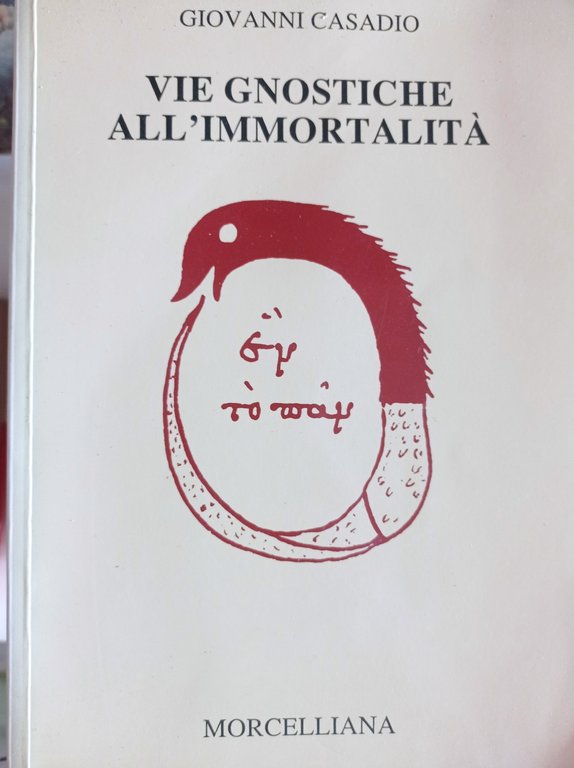 GIOVANNI CASADIO
VIE GNOSTICHE
ALL'IMMORTALITÀ
ἓν
τὸ πᾶν
MORCELLIANA